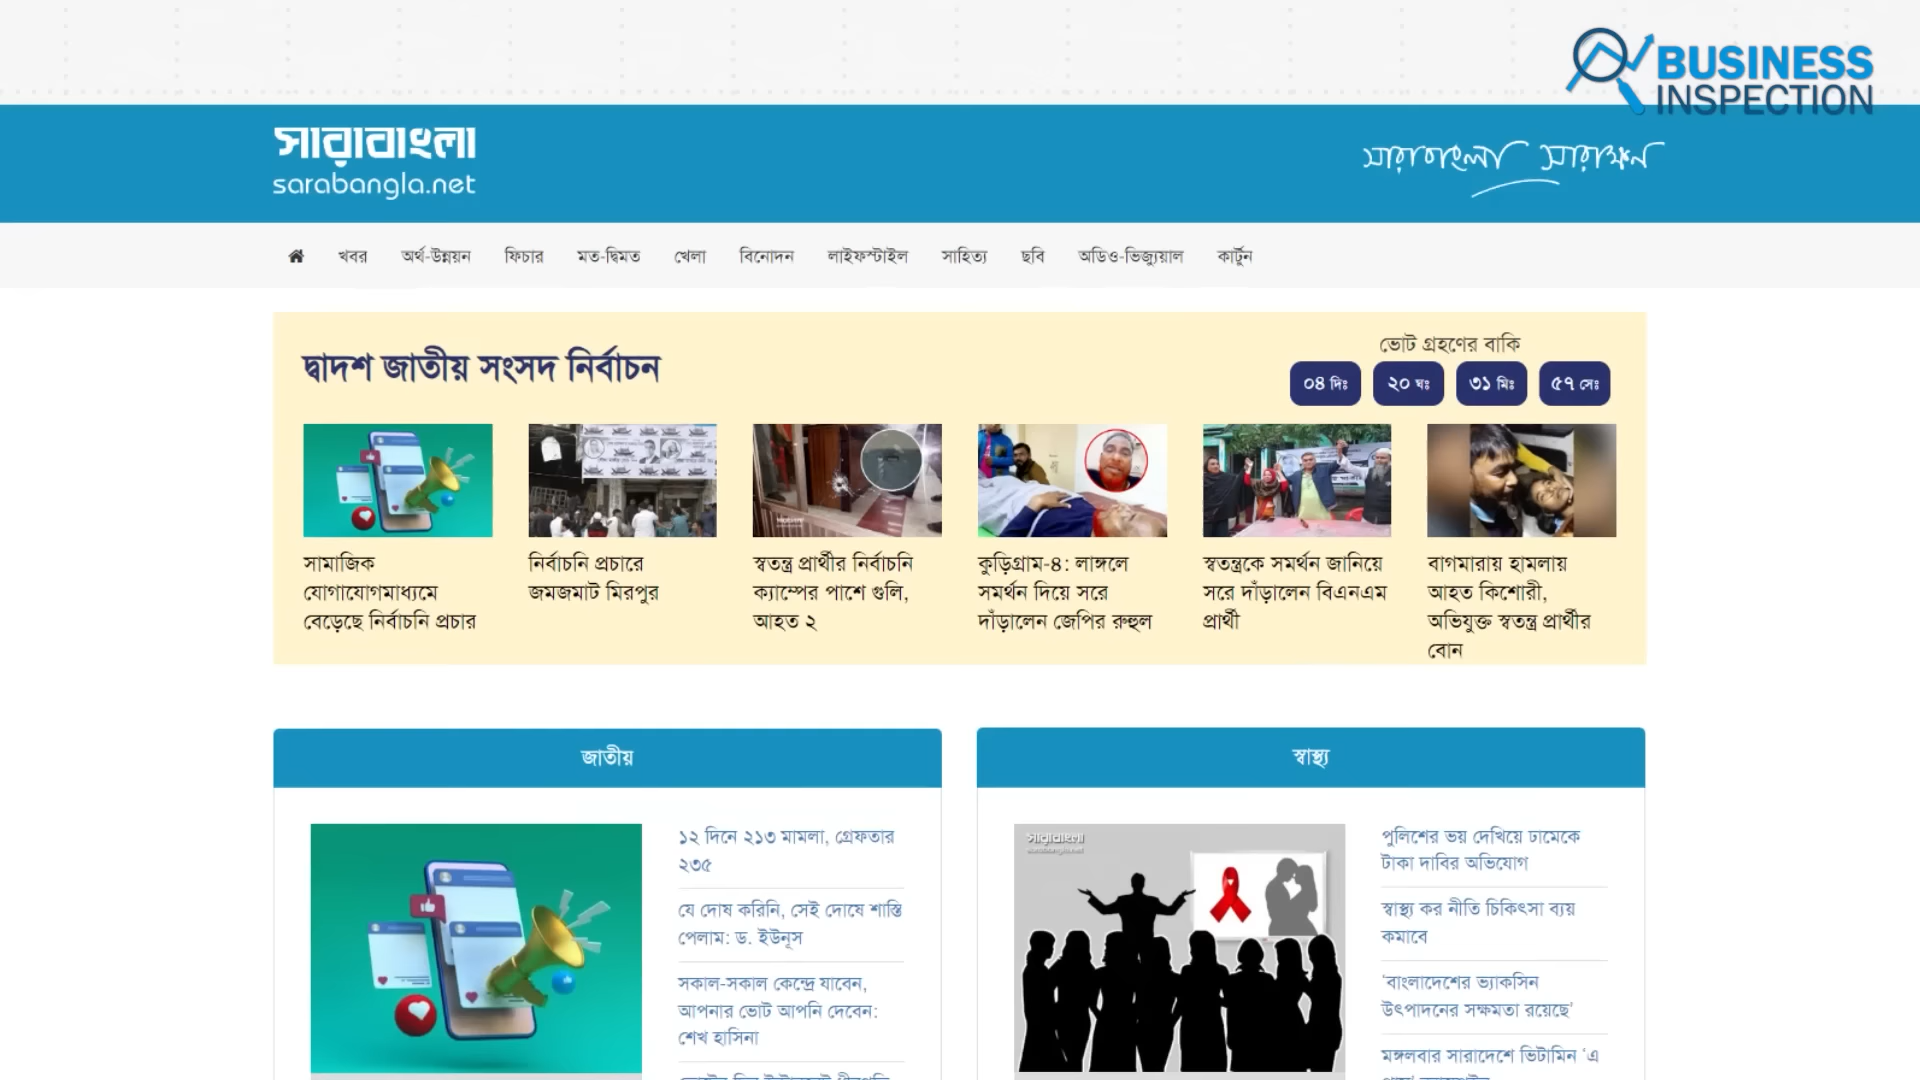 BUSINESS
INSPECTION
সারাবাংলা
sarabangla.net
সারাবাংলা সারাক্ষণ
খবর অর্থ-উন্নয়ন ফিচার মত-দ্বিমত খেলা বিনোদন লাইফস্টাইল সাহিত্য ছবি অডিও-ভিজ্যুয়াল কার্টুন
দ্বাদশ জাতীয় সংসদ নির্বাচন
ভোট গ্রহণের বাকি
০৪ দিঃ ২০ ঘঃ ৩১ মিঃ ৫৭ সেঃ
সামাজিক
যোগাযোগমাধ্যমে
বেড়েছে নির্বাচনি প্রচার
নির্বাচনি প্রচারে
জমজমাট মিরপুর
স্বতন্ত্র প্রার্থীর নির্বাচনি
ক্যাম্পের পাশে গুলি,
আহত ২
কুড়িগ্রাম-৪: লাঙ্গলে
সমর্থন দিয়ে সরে
দাঁড়ালেন জেপির রুহুল
স্বতন্ত্রকে সমর্থন জানিয়ে
সরে দাঁড়ালেন বিএনএম
প্রার্থী
বাগমারায় হামলায়
আহত কিশোরী,
অভিযুক্ত স্বতন্ত্র প্রার্থীর
বোন
জাতীয়
১২ দিনে ২১৩ মামলা, গ্রেফতার
২৩৫
যে দোষ করিনি, সেই দোষে শাস্তি
পেলাম: ড. ইউনূস
সকাল-সকাল কেন্দ্রে যাবেন,
আপনার ভোট আপনি দেবেন:
শেখ হাসিনা
স্বাস্থ্য
সারাবাংলা
sarabangla.net
পুলিশের ভয় দেখিয়ে ঢামেকে
টাকা দাবির অভিযোগ
স্বাস্থ্য কর নীতি চিকিৎসা ব্যয়
কমাবে
‘বাংলাদেশের ভ্যাকসিন
উৎপাদনের সক্ষমতা রয়েছে’
মঙ্গলবার সারাদেশে ভিটামিন ‘এ